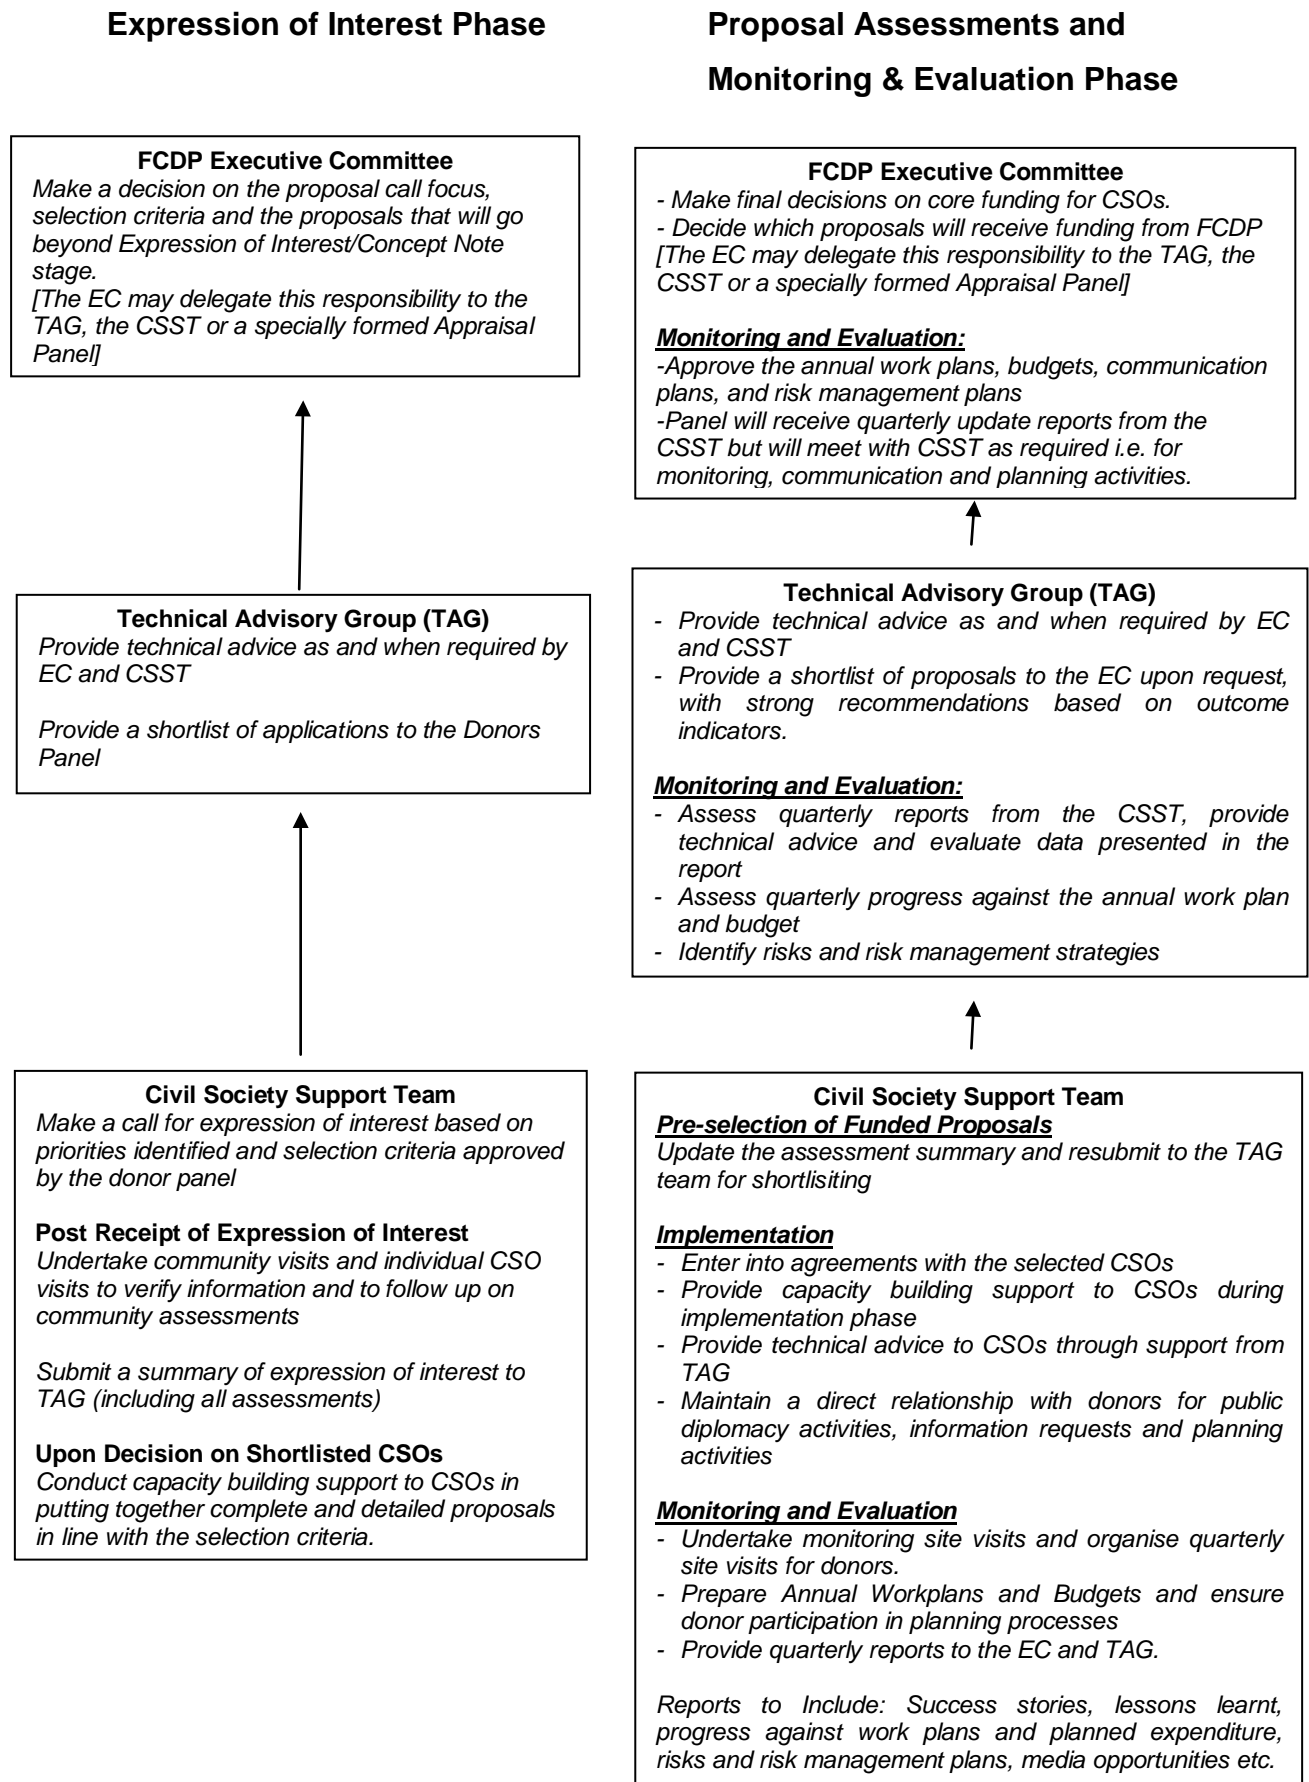 Expression of Interest Phase
FCDP Executive Committee
Make a decision on the proposal call focus,
selection criteria and the proposals that will go
beyond Expression of Interest/Concept Note
stage.
[The EC may delegate this responsibility to the
TAG, the CSST or a specially formed Appraisal
Panel]
Technical Advisory Group (TAG)
Provide technical advice as and when required by
EC and CSST
Provide a shortlist of applications to the Donors
Panel
Civil Society Support Team
Make a call for expression of interest based on
priorities identified and selection criteria approved
by the donor panel
Post Receipt of Expression of Interest
Undertake community visits and individual CSO
visits to verify information and to follow up on
community assessments
Submit a summary of expression of interest to
TAG (including all assessments)
Upon Decision on Shortlisted CSOs
Conduct capacity building support to CSOs in
putting together complete and detailed proposals
in line with the selection criteria.
Proposal Assessments and
Monitoring & Evaluation Phase
FCDP Executive Committee
- Make final decisions on core funding for CSOs.
- Decide which proposals will receive funding from FCDP
[The EC may delegate this responsibility to the TAG, the
CSST or a specially formed Appraisal Panel]
Monitoring and Evaluation:
-Approve the annual work plans, budgets, communication
plans, and risk management plans
-Panel will receive quarterly update reports from the
CSST but will meet with CSST as required i.e. for
monitoring, communication and planning activities.
Technical Advisory Group (TAG)
- Provide technical advice as and when required by EC
and CSST
- Provide a shortlist of proposals to the EC upon request,
with strong recommendations based on outcome
indicators.
Monitoring and Evaluation:
- Assess quarterly reports from the CSST, provide
technical advice and evaluate data presented in the
report
- Assess quarterly progress against the annual work plan
and budget
- Identify risks and risk management strategies
Civil Society Support Team
Pre-selection of Funded Proposals
Update the assessment summary and resubmit to the TAG
team for shortlisiting
Implementation
- Enter into agreements with the selected CSOs
- Provide capacity building support to CSOs during
implementation phase
- Provide technical advice to CSOs through support from
TAG
- Maintain a direct relationship with donors for public
diplomacy activities, information requests and planning
activities
Monitoring and Evaluation
- Undertake monitoring site visits and organise quarterly
site visits for donors.
- Prepare Annual Workplans and Budgets and ensure
donor participation in planning processes
- Provide quarterly reports to the EC and TAG.
Reports to Include: Success stories, lessons learnt,
progress against work plans and planned expenditure,
risks and risk management plans, media opportunities etc.